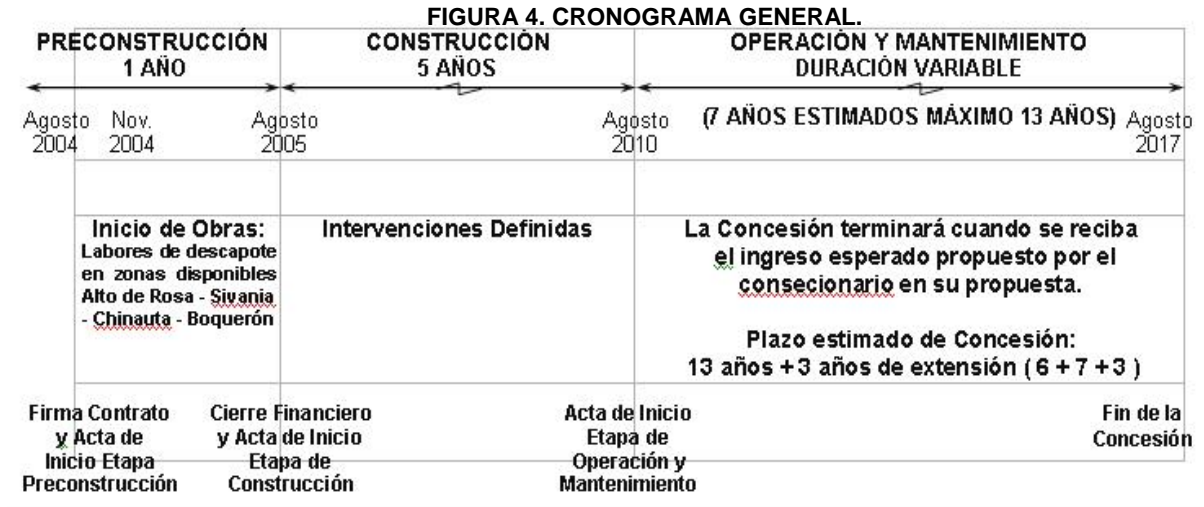 FIGURA 4. CRONOGRAMA GENERAL.
PRECONSTRUCCIÓN
1 AÑO
CONSTRUCCIÓN
5 AÑOS
OPERACIÓN Y MANTENIMIENTO
DURACIÓN VARIABLE
(7 AÑOS ESTIMADOS MÁXIMO 13 AÑOS)
Agosto
2004
Nov.
2004
Agosto
2005
Agosto
2010
Agosto
2017
Inicio de Obras:
Labores de descapote
en zonas disponibles
Alto de Rosa - Sivania
- Chinauta - Boquerón
Intervenciones Definidas
La Concesión terminará cuando se reciba
el ingreso esperado propuesto por el
consecionario en su propuesta.
Plazo estimado de Concesión:
13 años +3 años de extensión ( 6 + 7 +3 )
Firma Contrato
y Acta de
Inicio Etapa
Preconstrucción
Cierre Financiero
y Acta de Inicio
Etapa de
Construcción
Acta de Inicio
Etapa de
Operación y
Mantenimiento
Fin de la
Concesión